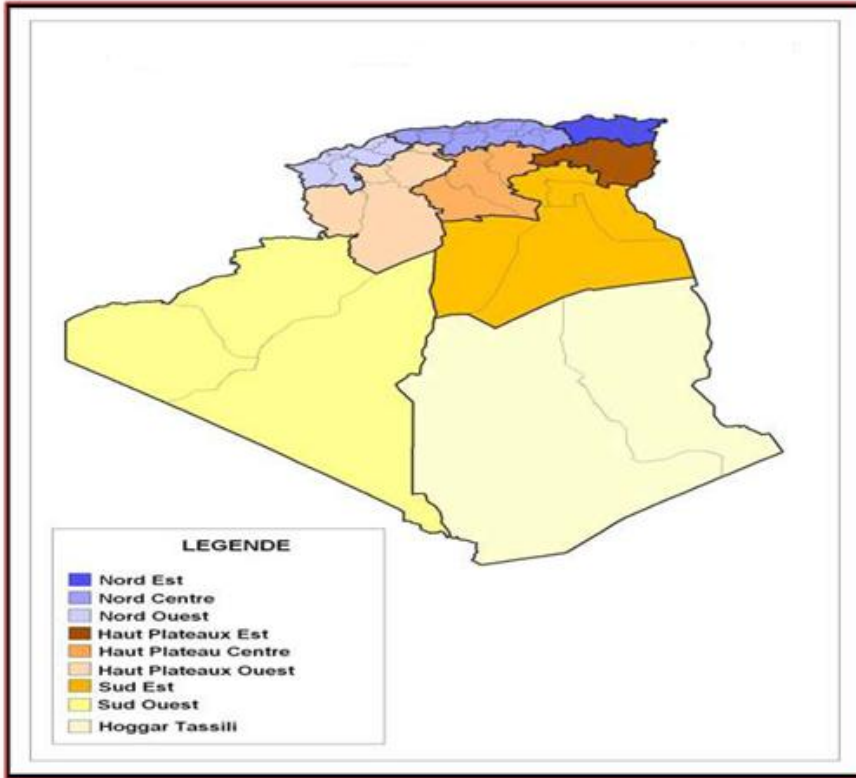 LEGENDE
Nord Est
Nord Centre
Nord Ouest
Haut Plateaux Est
Haut Plateau Centre
Haut Plateaux Ouest
Sud Est
Sud Ouest
Hoggar Tassili